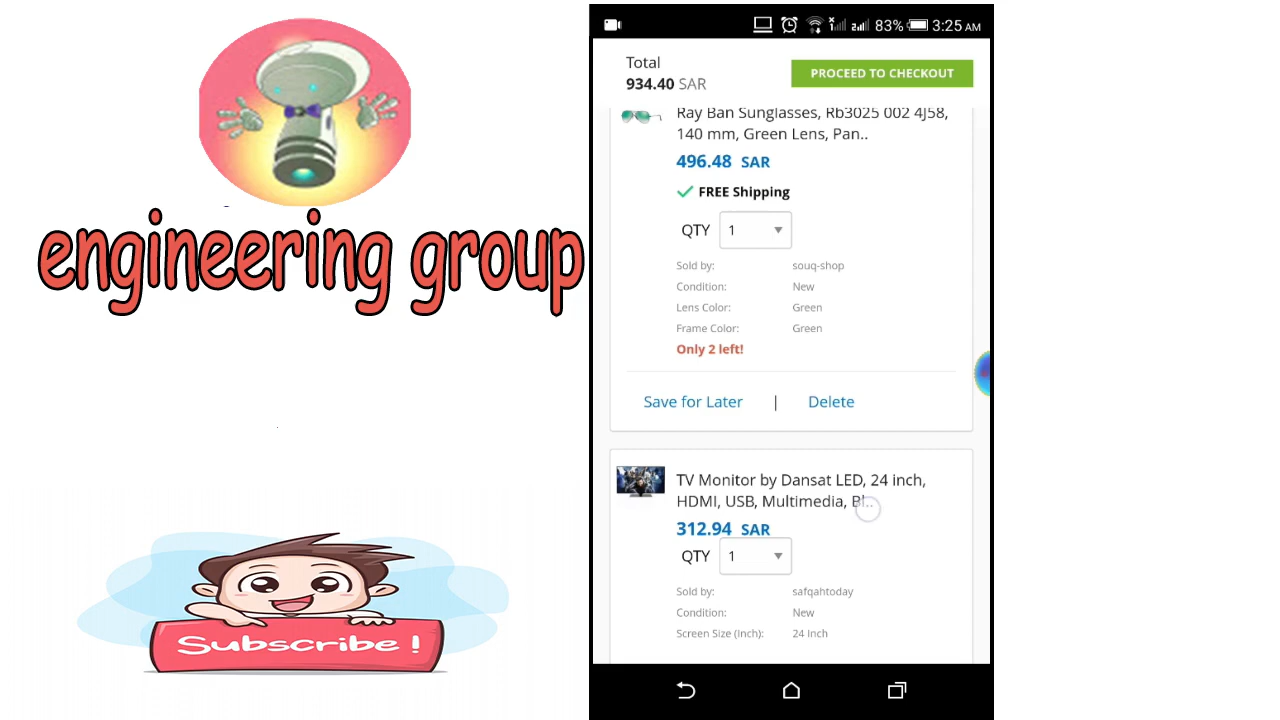 engineering group
Subscribe !
83% 3:25 AM
Total
934.40 SAR
PROCEED TO CHECKOUT
Ray Ban Sunglasses, Rb3025 002 4J58,
140 mm, Green Lens, Pan..
496.48 SAR
FREE Shipping
QTY 1
Sold by: souq-shop
Condition: New
Lens Color: Green
Frame Color: Green
Only 2 left!
Save for Later | Delete
TV Monitor by Dansat LED, 24 inch,
HDMI, USB, Multimedia, Bl..
312.94 SAR
QTY 1
Sold by: safqahtoday
Condition: New
Screen Size (Inch): 24 Inch